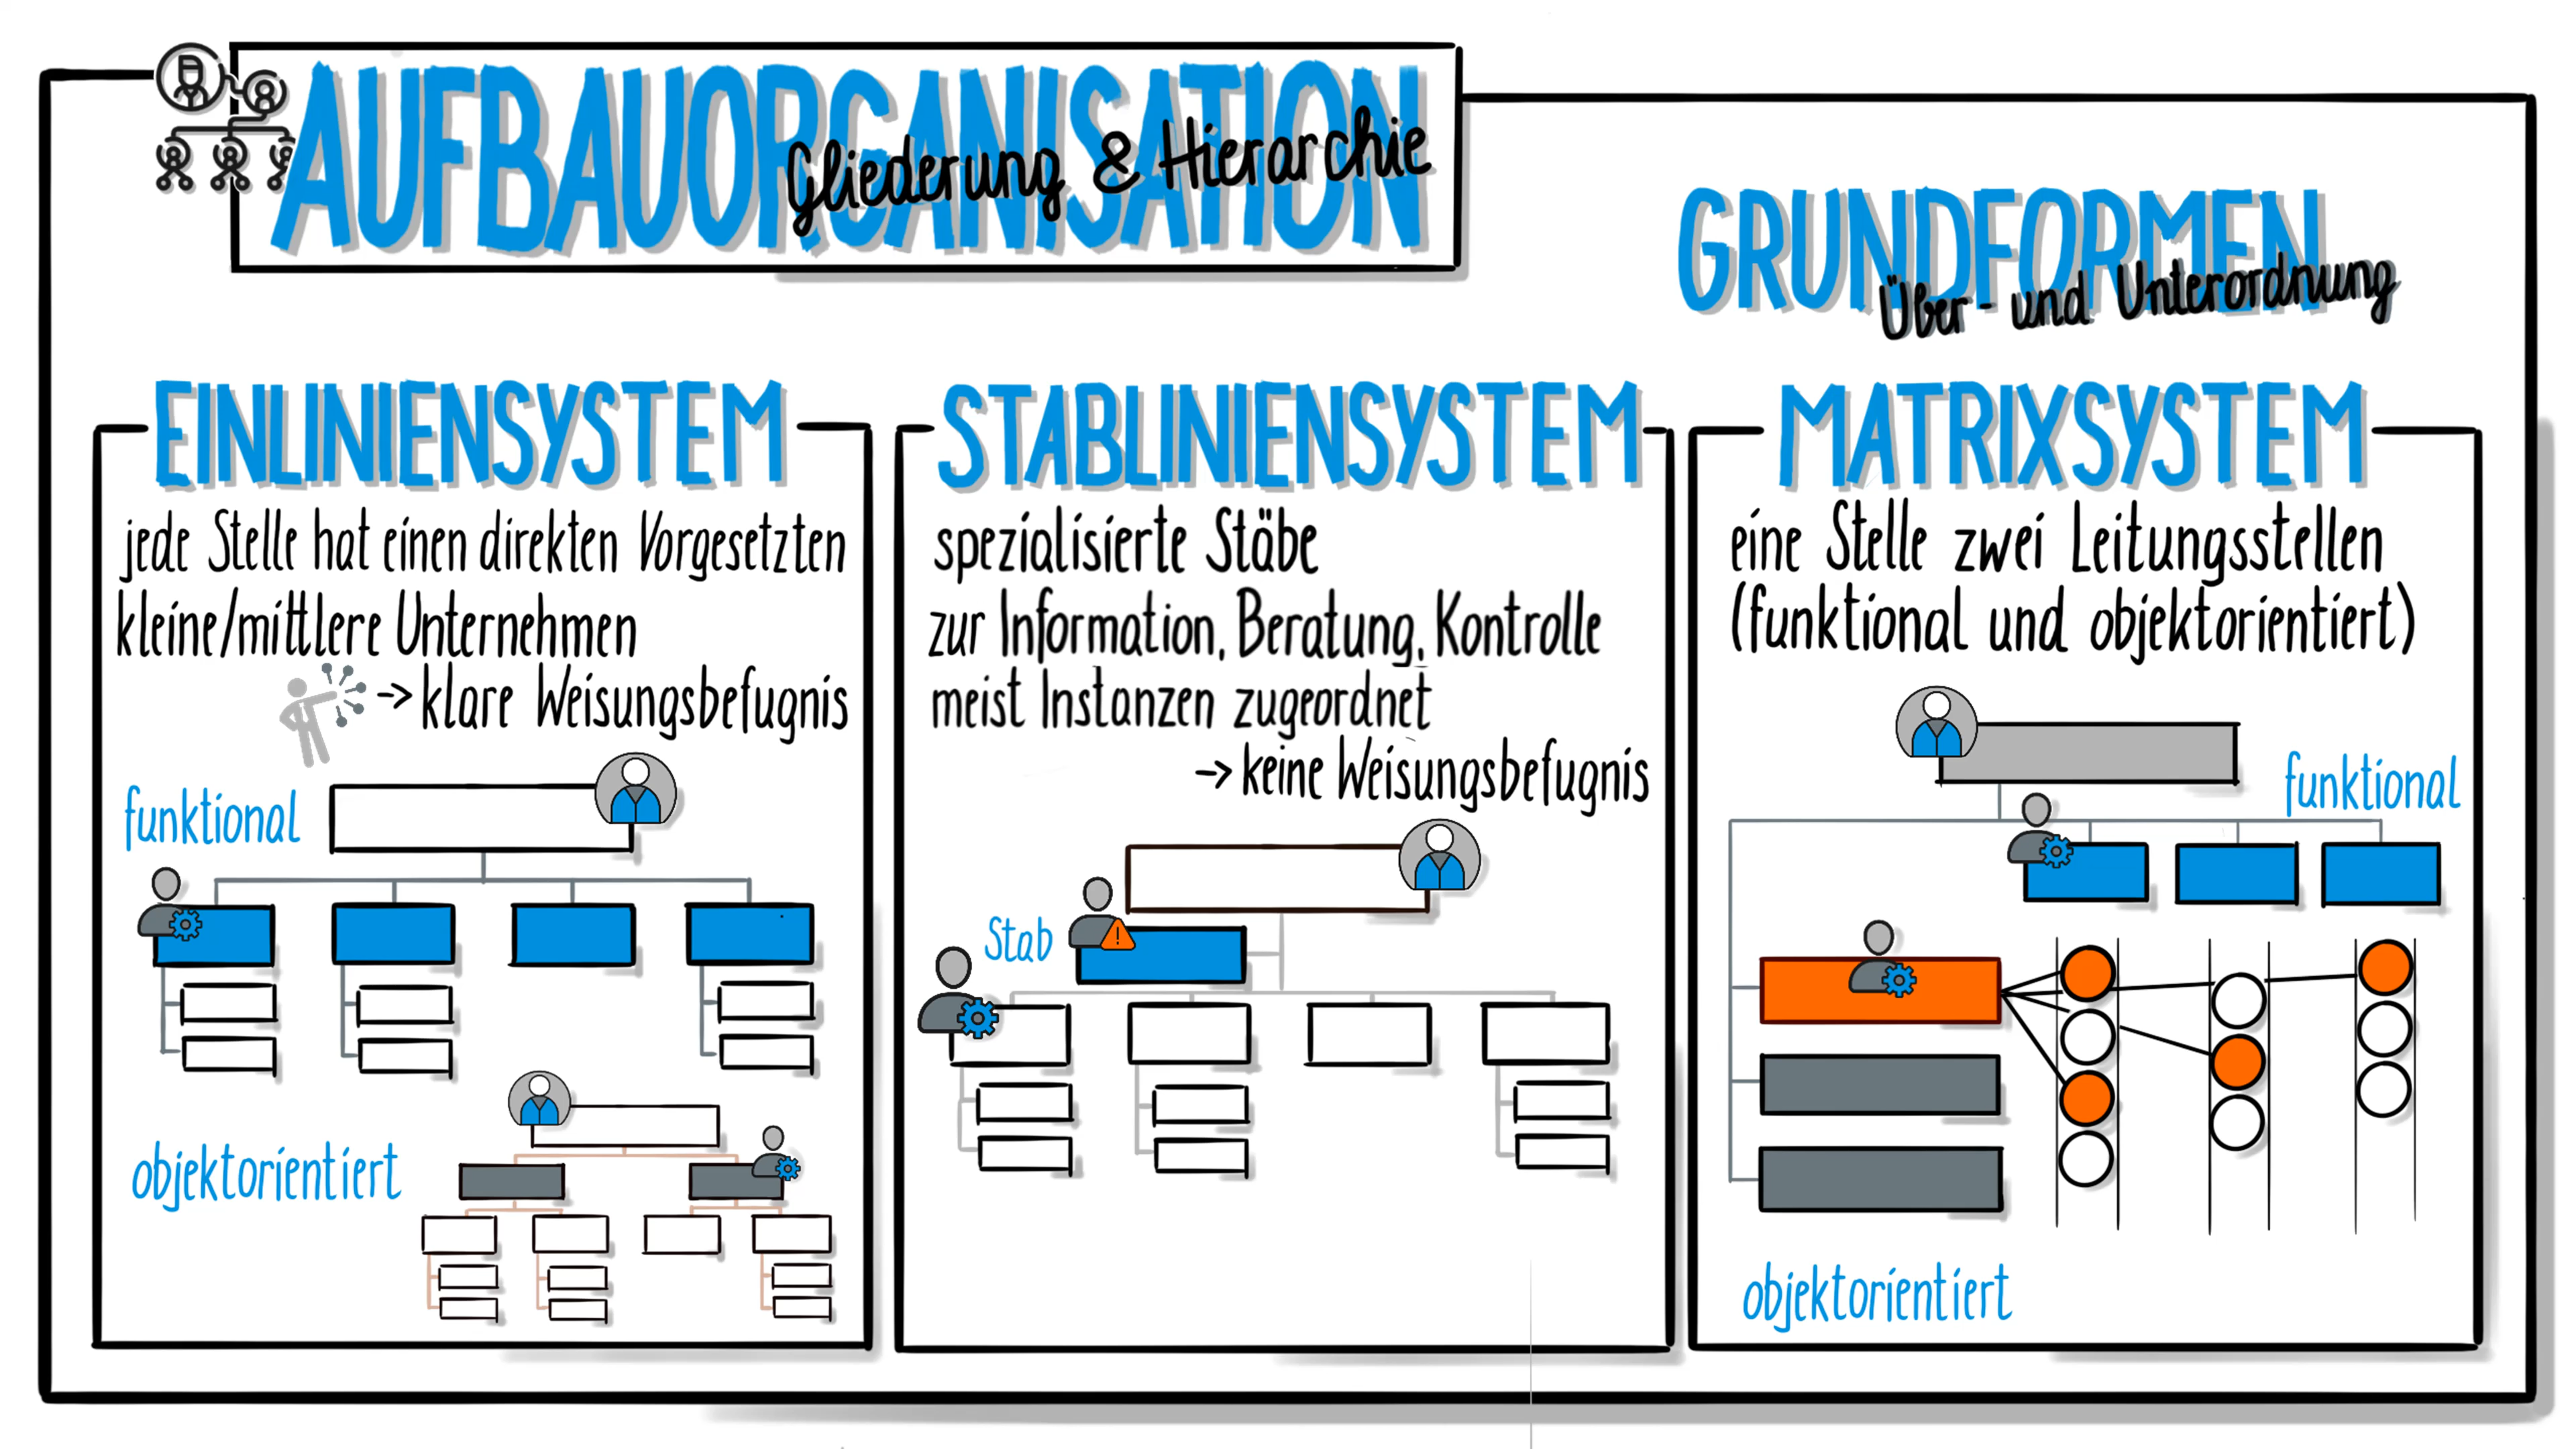 AUFBAUORGANISATION
Gliederung & Hierarchie
GRUNDFORMEN
Über- und Unterordnung
EINLINIENSYSTEM
jede Stelle hat einen direkten Vorgesetzten
kleine/mittlere Unternehmen
-> klare Weisungsbefugnis
funktional
objektorientiert
STABLINIENSYSTEM
spezialisierte Stäbe
zur Information, Beratung, Kontrolle
meist Instanzen zugeordnet
-> keine Weisungsbefugnis
Stab
!
MATRIXSYSTEM
eine Stelle zwei Leitungsstellen
(funktional und objektorientiert)
funktional
objektorientiert